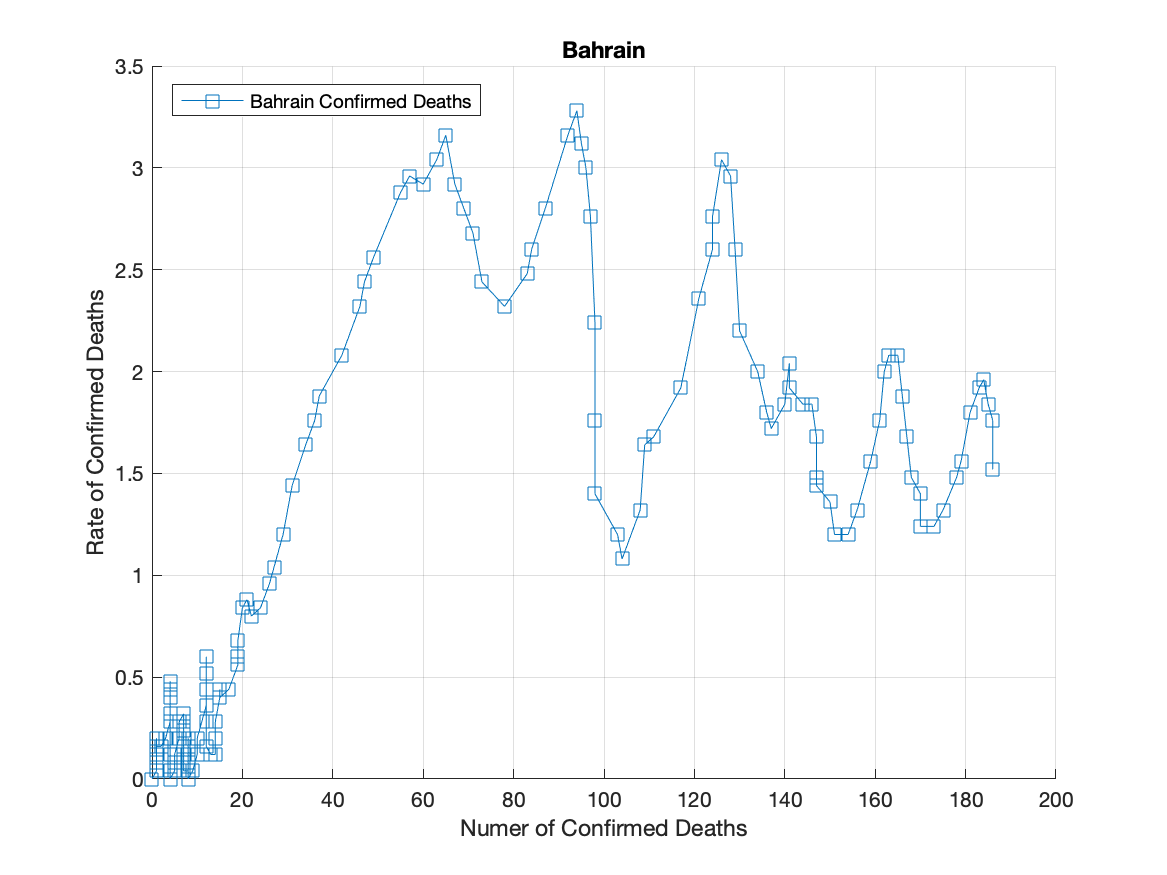 Bahrain
Bahrain Confirmed Deaths
Rate of Confirmed Deaths
3.5
3
2.5
2
1.5
1
0.5
0
0 20 40 60 80 100 120 140 160 180 200
Numer of Confirmed Deaths